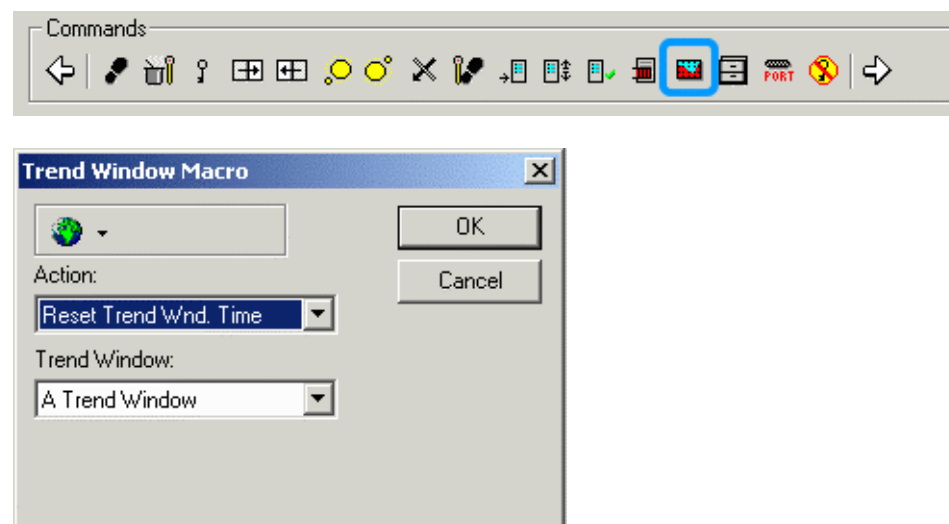 Commands
PORT
Trend Window Macro
OK
Action:
Cancel
Reset Trend Wnd. Time
Trend Window:
A Trend Window